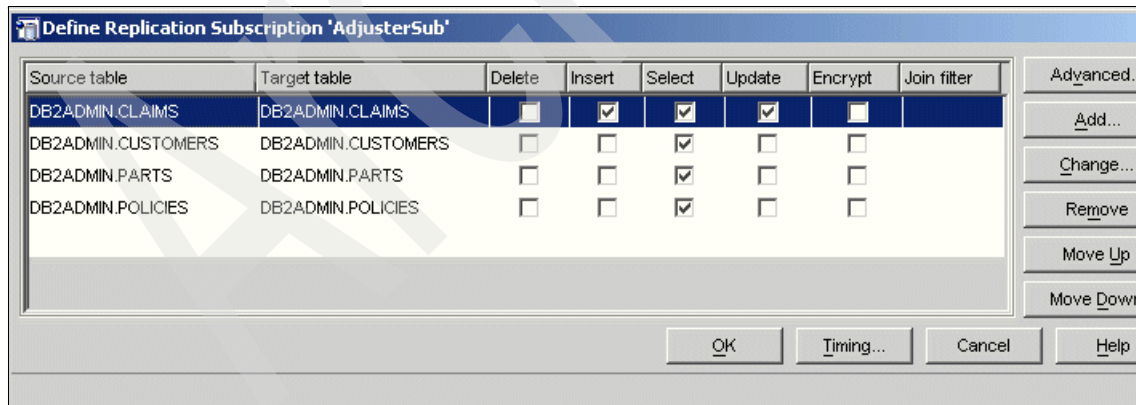 Define Replication Subscription 'AdjusterSub'
Source table Target table Delete Insert Select Update Encrypt Join filter
DB2ADMIN.CLAIMS DB2ADMIN.CLAIMS
DB2ADMIN.CUSTOMERS DB2ADMIN.CUSTOMERS
DB2ADMIN.PARTS DB2ADMIN.PARTS
DB2ADMIN.POLICIES DB2ADMIN.POLICIES
Advanced.
Add...
Change...
Remove
Move Up
Move Down
OK Timing... Cancel Help